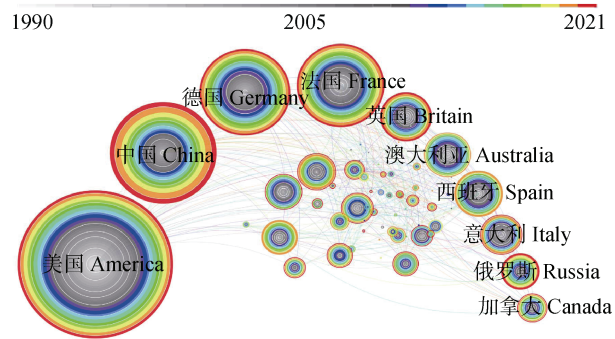 1990 2005 2021
法国 France
德国 Germany
英国 Britain
中国 China
澳大利亚 Australia
西班牙 Spain
意大利 Italy
美国 America
俄罗斯 Russia
加拿大 Canada